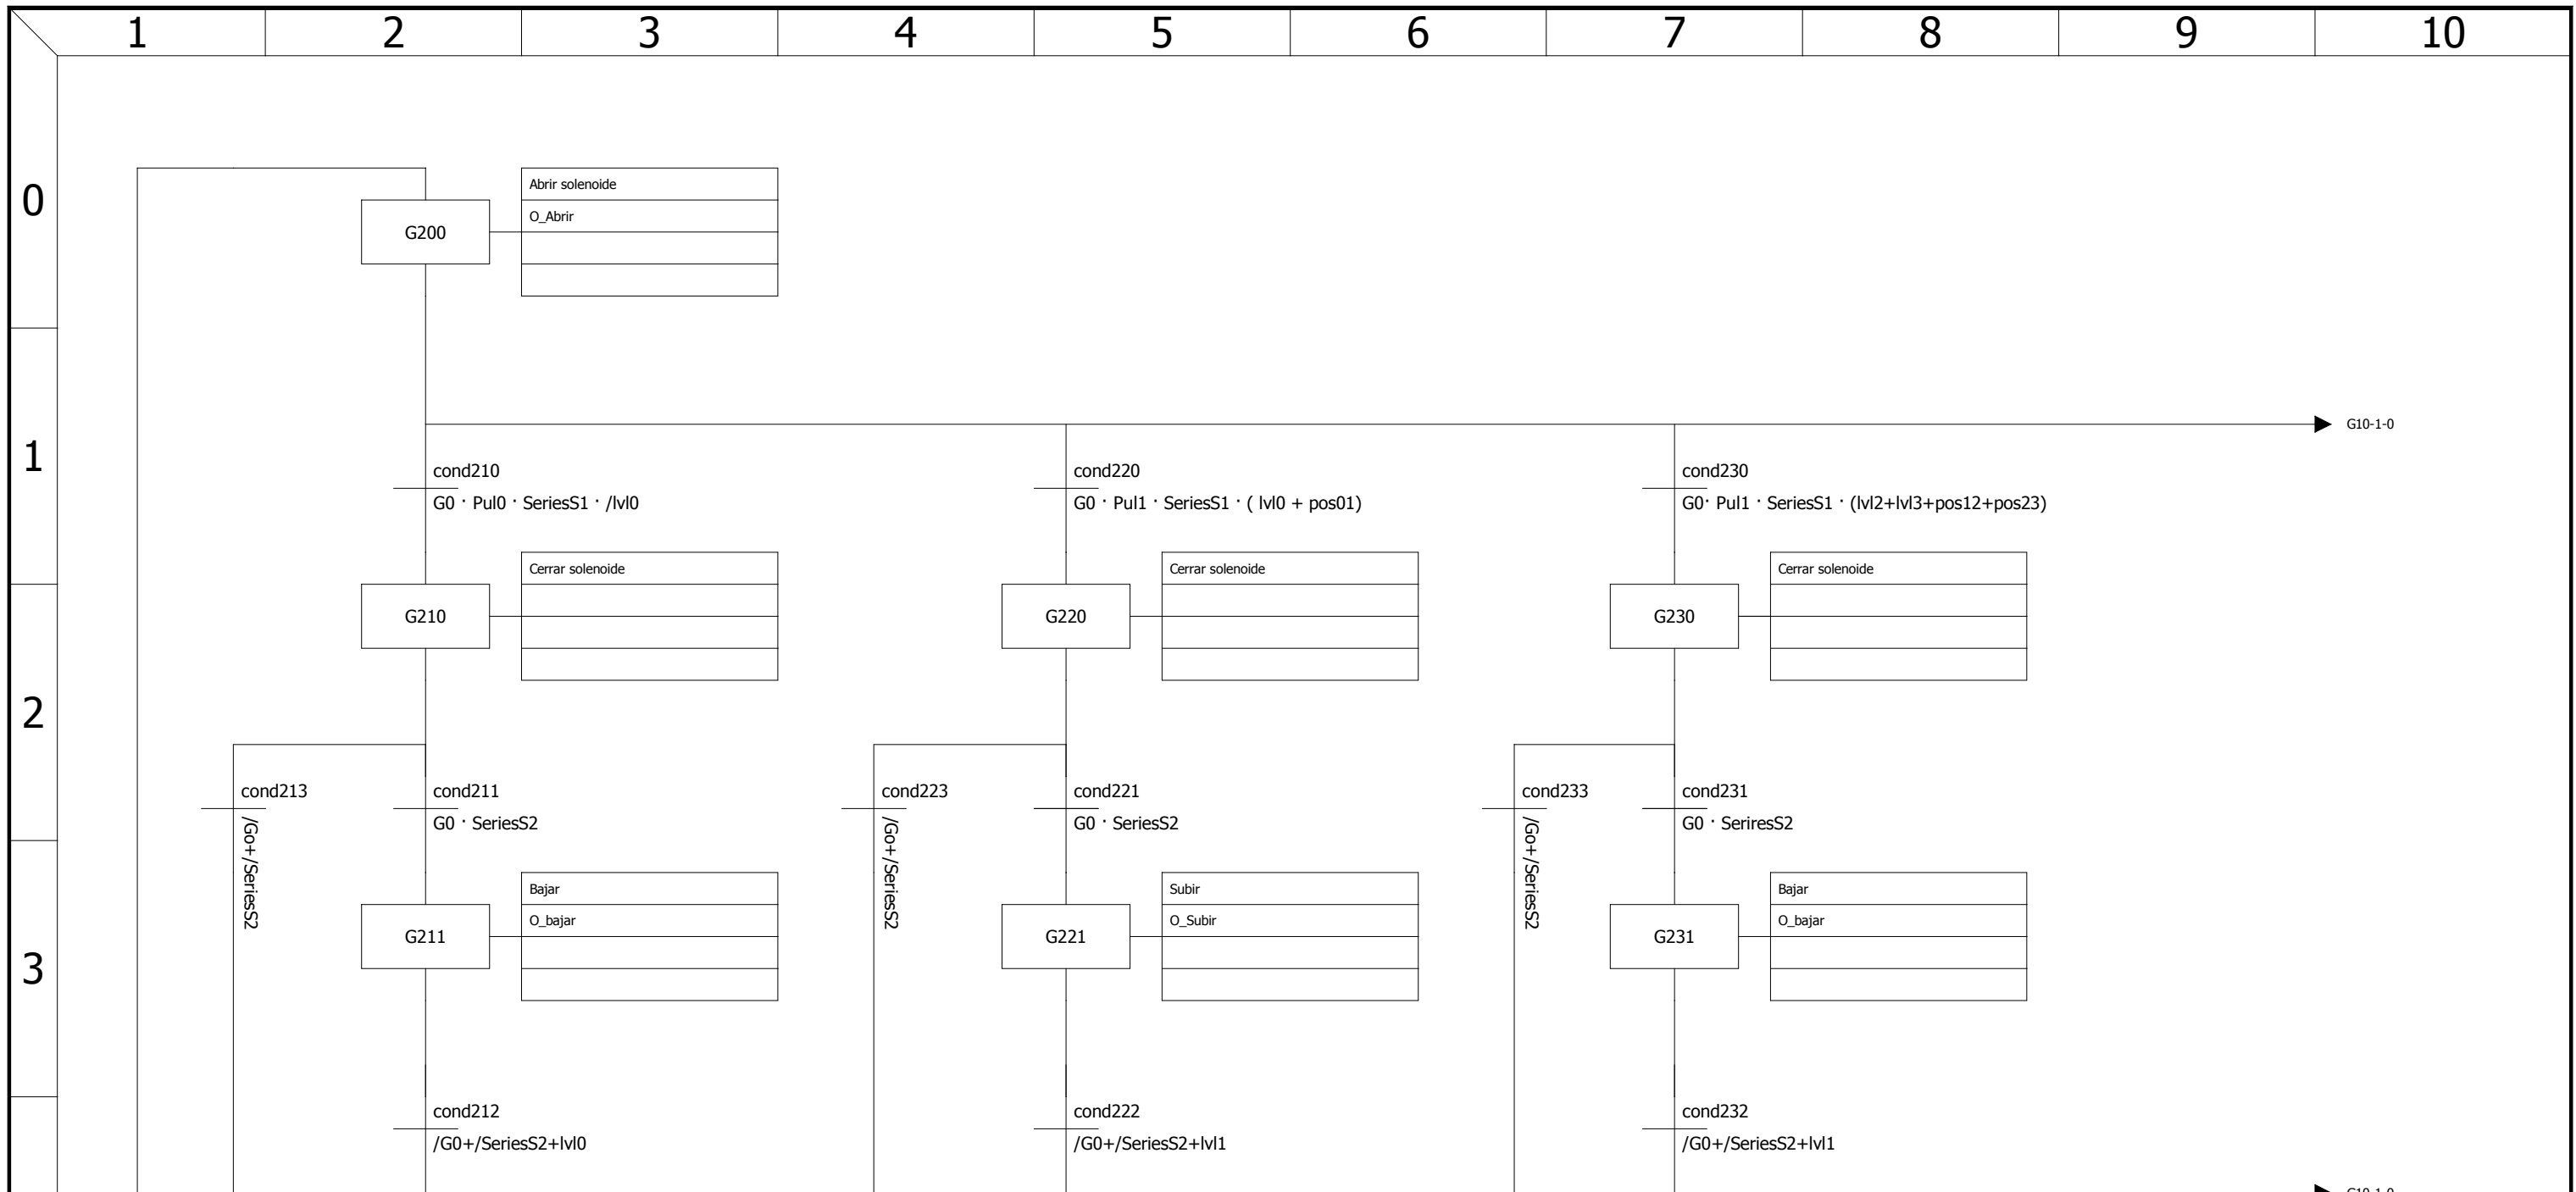 1 2 3 4 5 6 7 8 9 10
0
Abrir solenoide
O_Abrir
G200
1
G10-1-0
cond210
G0 · Pul0 · SeriesS1 · /lvl0
cond220
G0 · Pul1 · SeriesS1 · ( lvl0 + pos01)
cond230
G0· Pul1 · SeriesS1 · (lvl2+lvl3+pos12+pos23)
Cerrar solenoide
G210
Cerrar solenoide
G220
Cerrar solenoide
G230
2
cond213
/Go+/SeriesS2
cond211
G0 · SeriesS2
cond223
/Go+/SeriesS2
cond221
G0 · SeriesS2
cond233
/Go+/SeriesS2
cond231
G0 · SeriresS2
3
Bajar
O_bajar
G211
Subir
O_Subir
G221
Bajar
O_bajar
G231
cond212
/G0+/SeriesS2+lvl0
cond222
/G0+/SeriesS2+lvl1
cond232
/G0+/SeriesS2+lvl1
G10-1-0